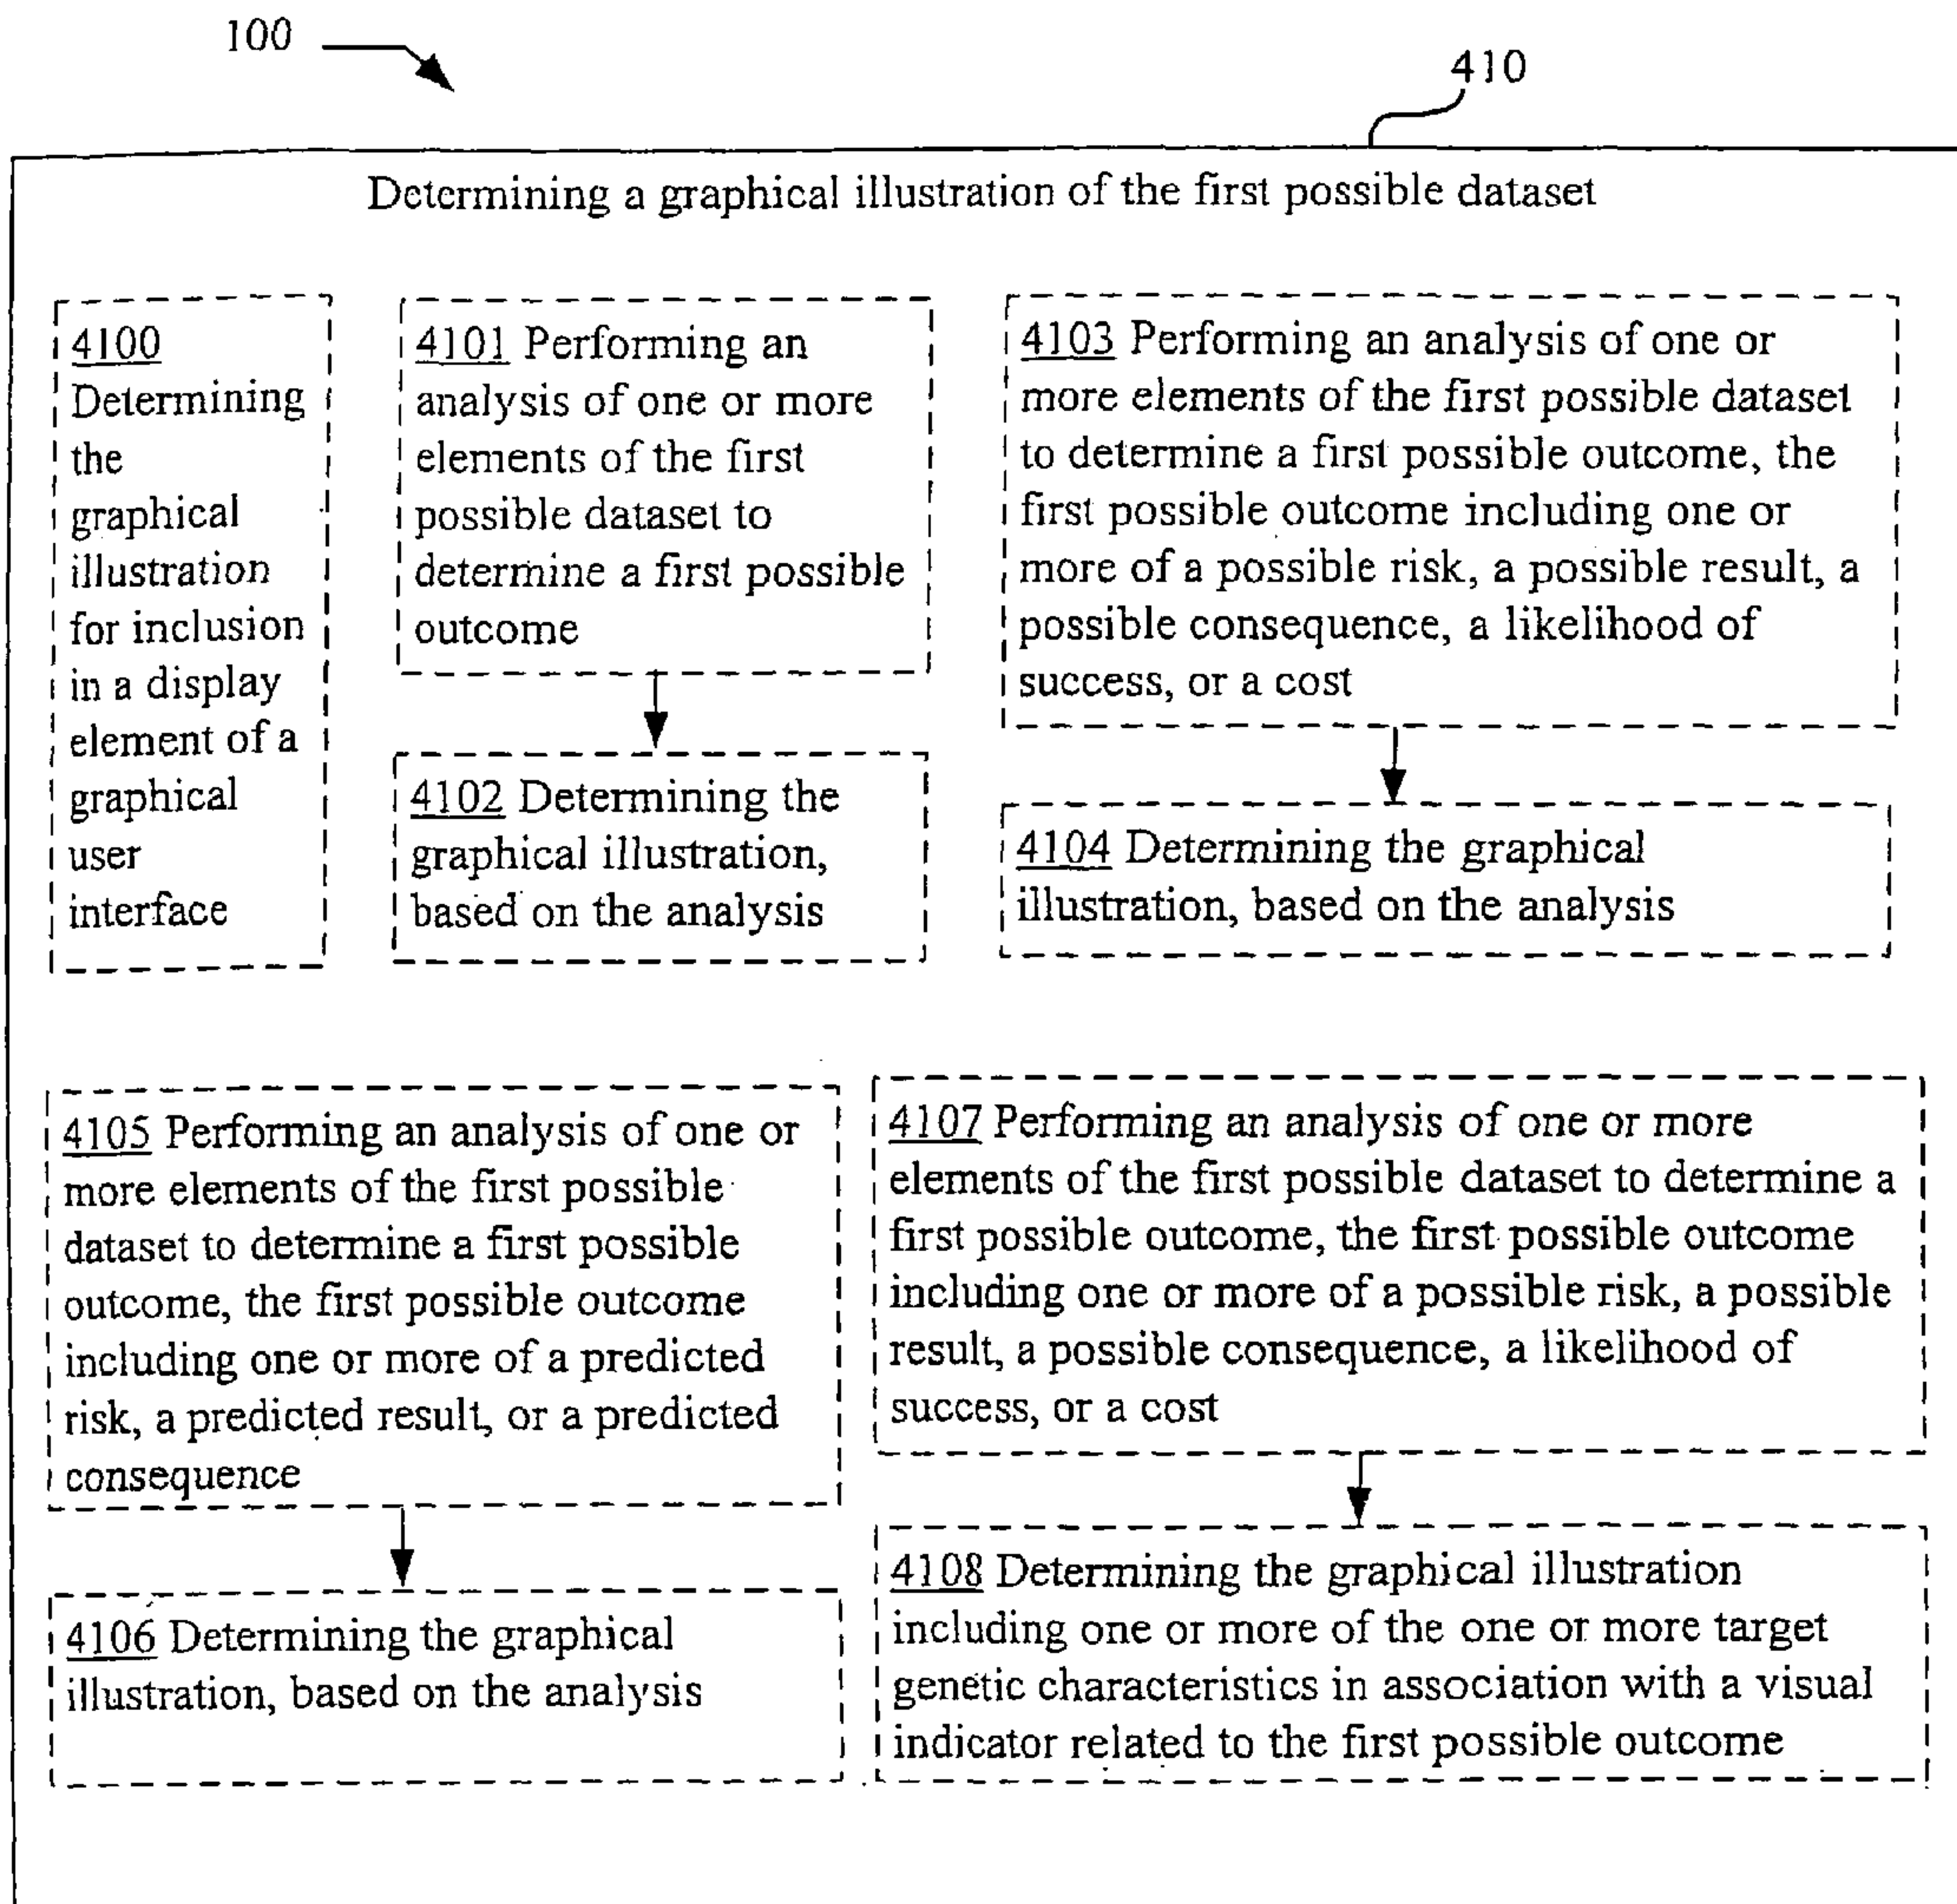 100
410
Determining a graphical illustration of the first possible dataset
4100
Determining
the
graphical
illustration
for inclusion
in a display
element of a
graphical
user
interface
4101 Performing an
analysis of one or more
elements of the first
possible dataset to
determine a first possible
outcome
4102 Determining the
graphical illustration,
based on the analysis
4103 Performing an analysis of one or
more elements of the first possible dataset
to determine a first possible outcome, the
first possible outcome including one or
more of a possible risk, a possible result, a
possible consequence, a likelihood of
success, or a cost
4104 Determining the graphical
illustration, based on the analysis
4105 Performing an analysis of one or
more elements of the first possible
dataset to determine a first possible
outcome, the first possible outcome
including one or more of a predicted
risk, a predicted result, or a predicted
consequence
4106 Determining the graphical
illustration, based on the analysis
4107 Performing an analysis of one or more
elements of the first possible dataset to determine a
first possible outcome, the first possible outcome
including one or more of a possible risk, a possible
result, a possible consequence, a likelihood of
success, or a cost
4108 Determining the graphical illustration
including one or more of the one or more target
genetic characteristics in association with a visual
indicator related to the first possible outcome